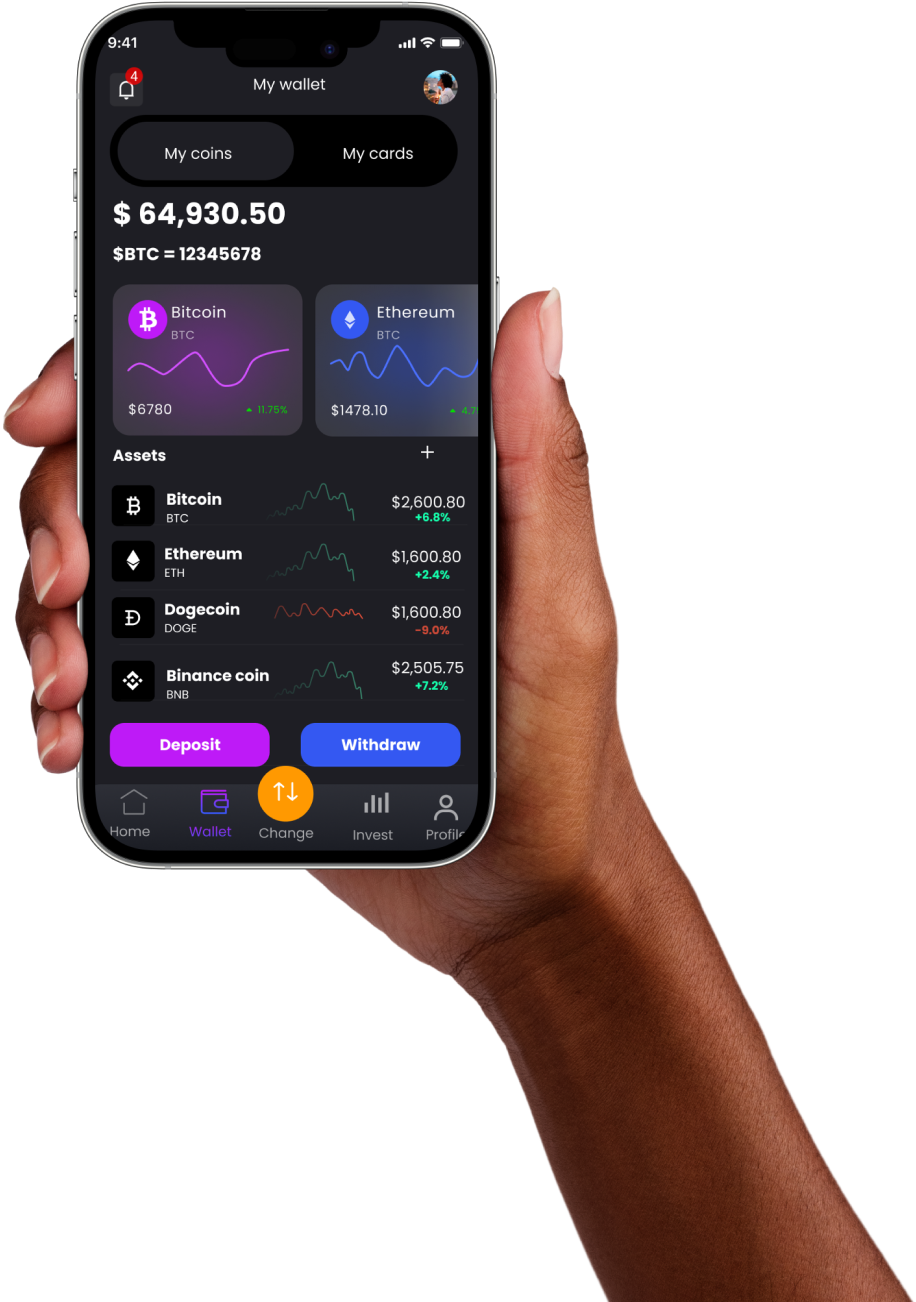 9:41
4
My wallet
My coins
My cards
$ 64,930.50
$BTC = 12345678
Bitcoin
BTC
$6780
11.75%
Ethereum
BTC
$1478.10
4.7
Assets
+
Bitcoin
BTC
$2,600.80
+6.8%
Ethereum
ETH
$1,600.80
+2.4%
Dogecoin
DOGE
$1,600.80
-9.0%
Binance coin
BNB
$2,505.75
+7.2%
Deposit
Withdraw
Home
Wallet
Change
Invest
Profile